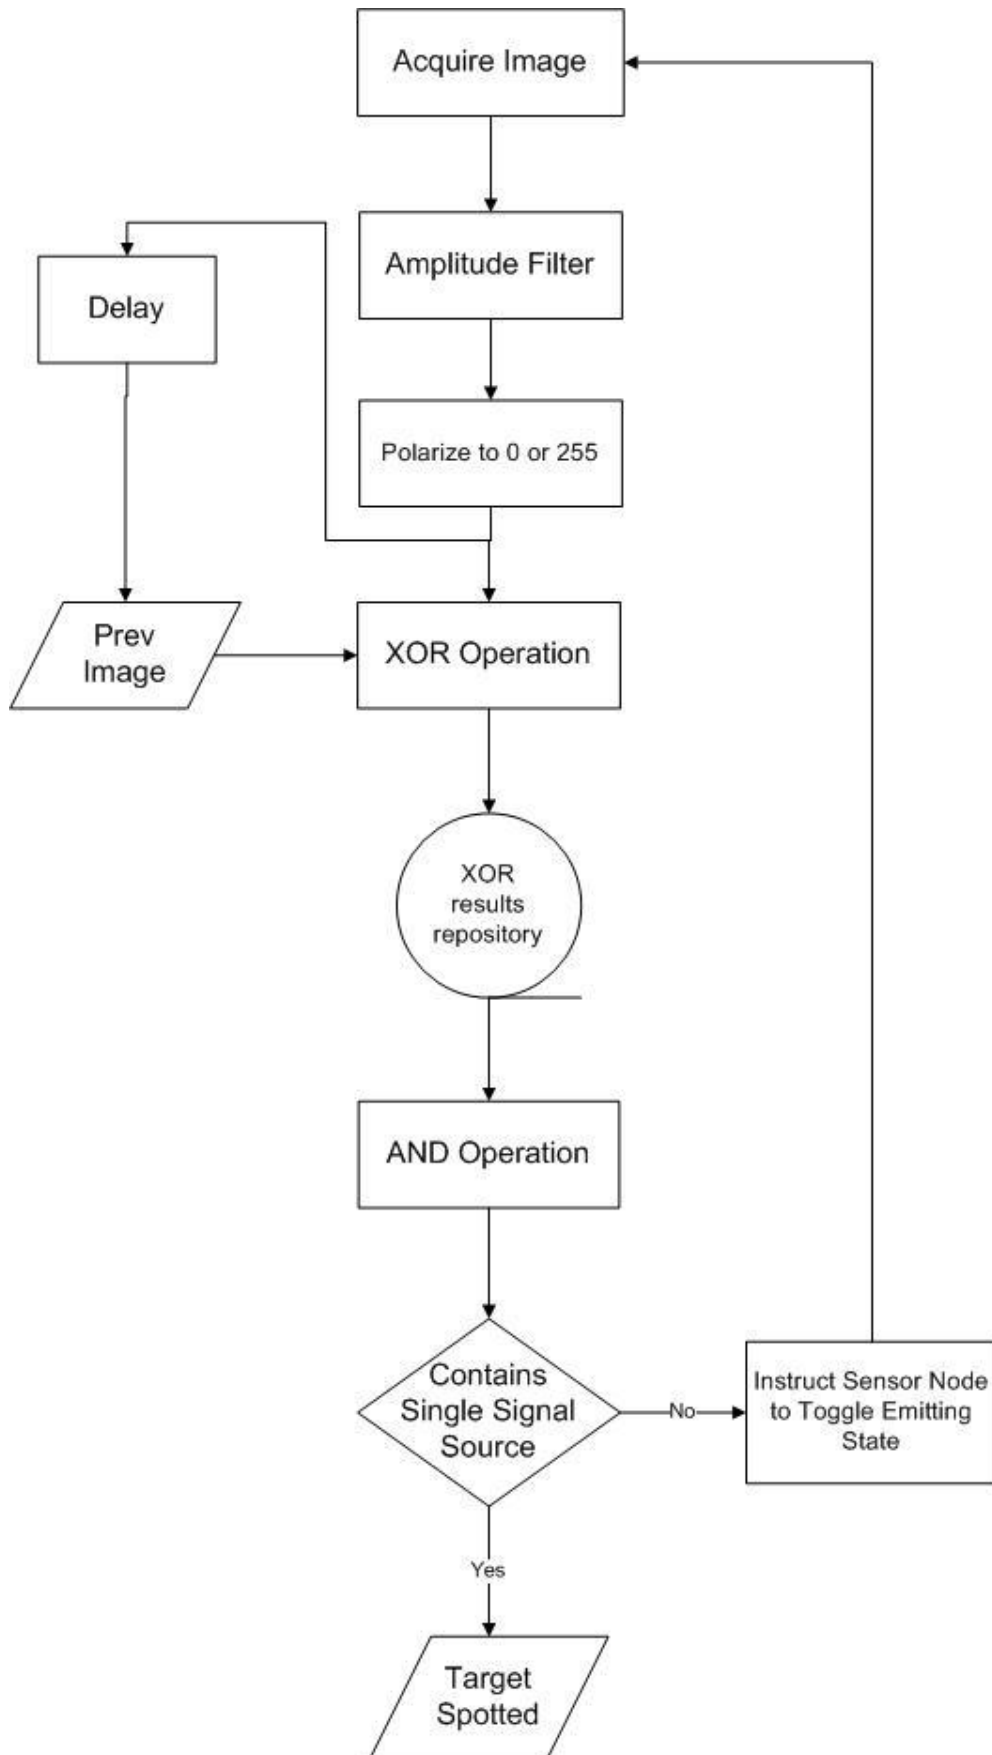 Acquire Image
Amplitude Filter
Delay
Polarize to 0 or 255
Prev
Image
XOR Operation
XOR
results
repository
AND Operation
Contains
Single Signal
Source
No
Instruct Sensor Node
to Toggle Emitting
State
Yes
Target
Spotted